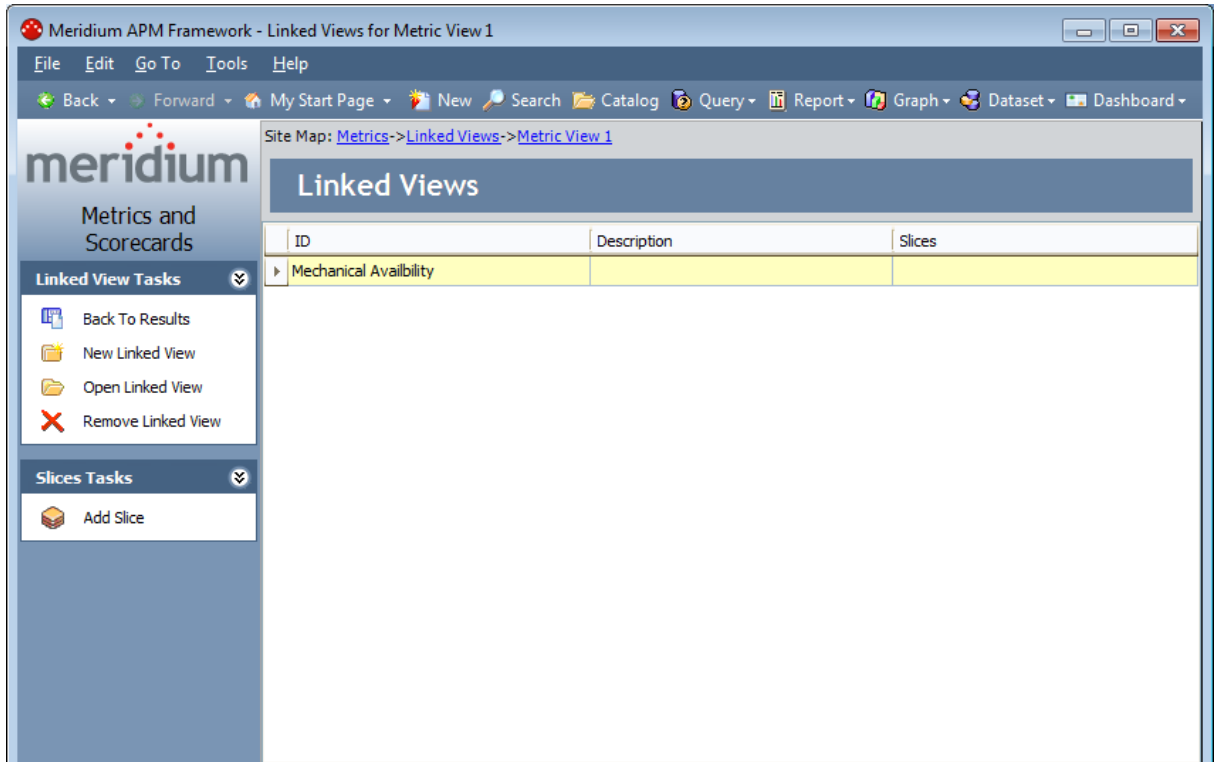 Meridium APM Framework - Linked Views for Metric View 1
File Edit Go To Tools Help
Back Forward My Start Page New Search Catalog Query Report Graph Dataset Dashboard
meridium
Metrics and
Scorecards
Linked View Tasks
Back To Results
New Linked View
Open Linked View
Remove Linked View
Slices Tasks
Add Slice
Site Map: Metrics->Linked Views->Metric View 1
Linked Views
ID Description Slices
Mechanical Availbility